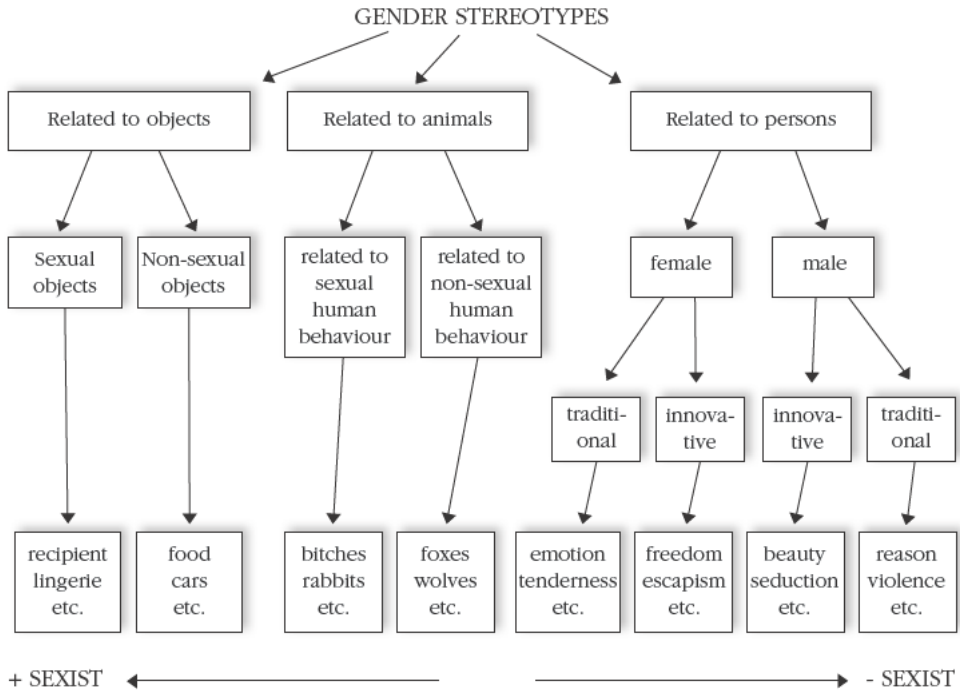 GENDER STEREOTYPES
Related to objects
Related to animals
Related to persons
Sexual
objects
Non-sexual
objects
related to
sexual
human
behaviour
related to
non-sexual
human
behaviour
female
male
traditi-
onal
innova-
tive
innova-
tive
traditi-
onal
recipient
lingerie
etc.
food
cars
etc.
bitches
rabbits
etc.
foxes
wolves
etc.
emotion
tenderness
etc.
freedom
escapism
etc.
beauty
seduction
etc.
reason
violence
etc.
+ SEXIST
- SEXIST